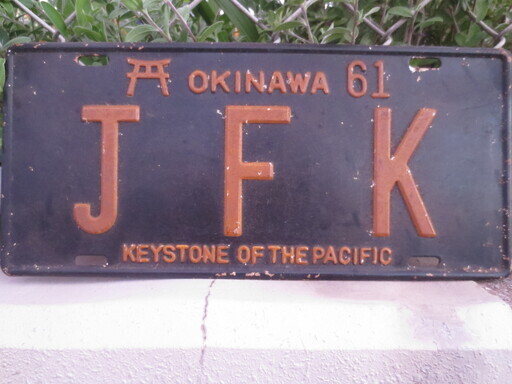 OKINAWA 61
J F K
KEYSTONE OF THE PACIFIC